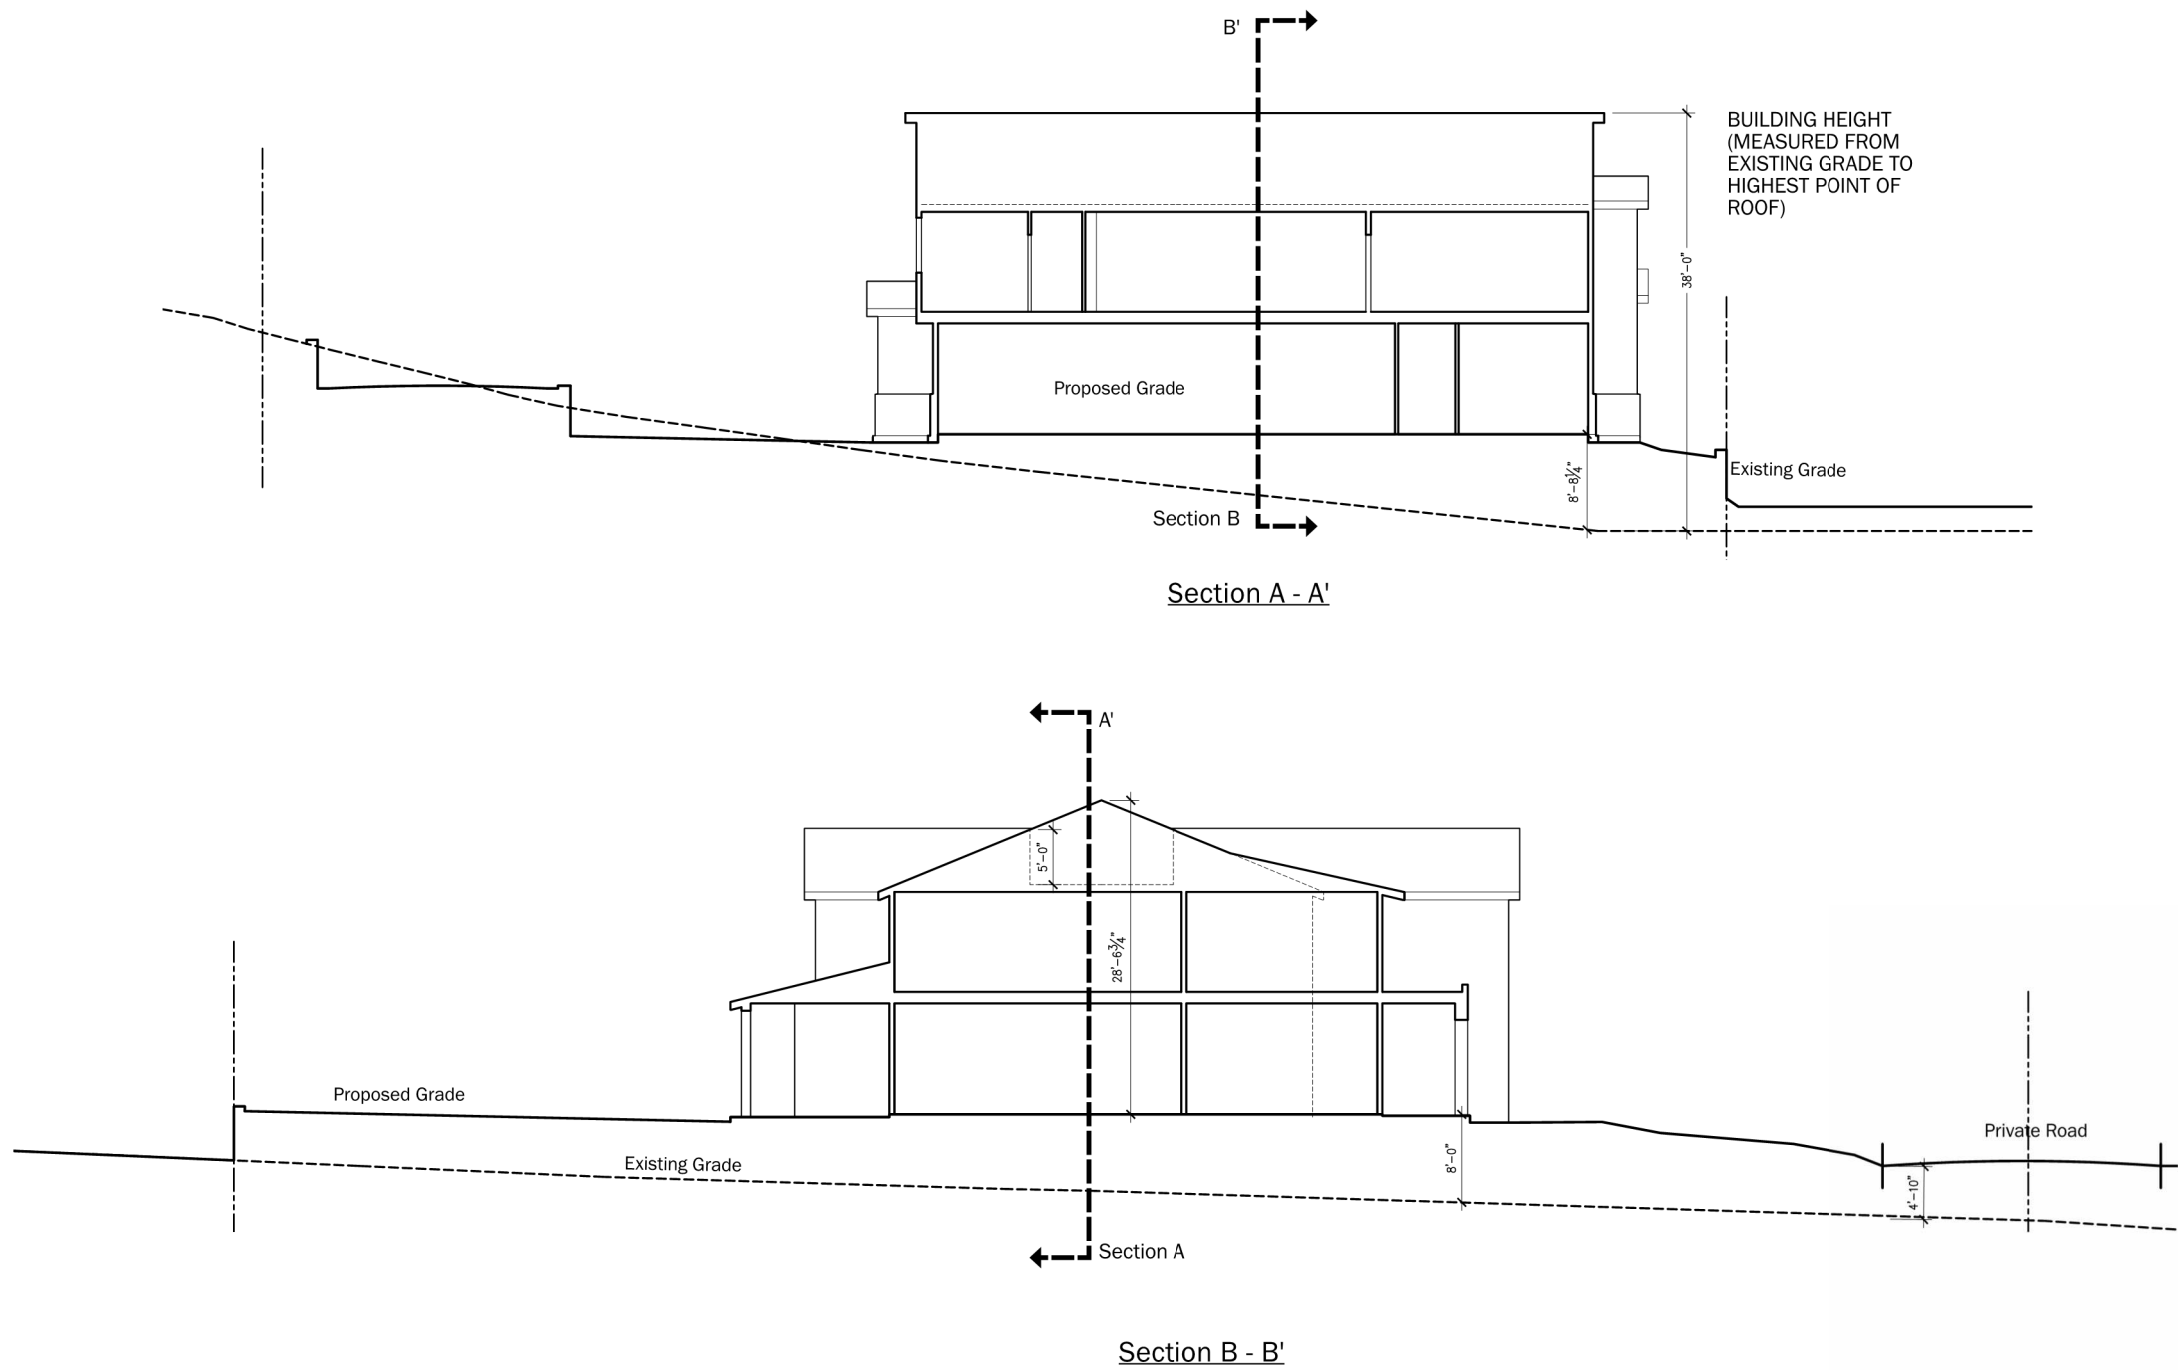 B'
BUILDING HEIGHT
(MEASURED FROM
EXISTING GRADE TO
HIGHEST POINT OF
ROOF)
38'-0"
Proposed Grade
8'-8¼"
Existing Grade
Section B
Section A - A'
A'
5'-0"
28'-6¾"
Proposed Grade
Existing Grade
8'-0"
Private Road
4'-10"
Section A
Section B - B'